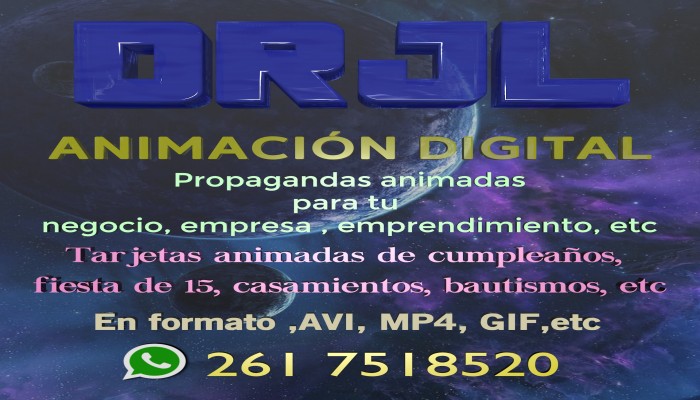 DRJL
ANIMACIÓN DIGITAL
Propagandas animadas
para tu
negocio, empresa , emprendimiento, etc
Tarjetas animadas de cumpleaños,
fiesta de 15, casamientos, bautismos, etc
En formato ,AVI, MP4, GIF,etc
261 7518520